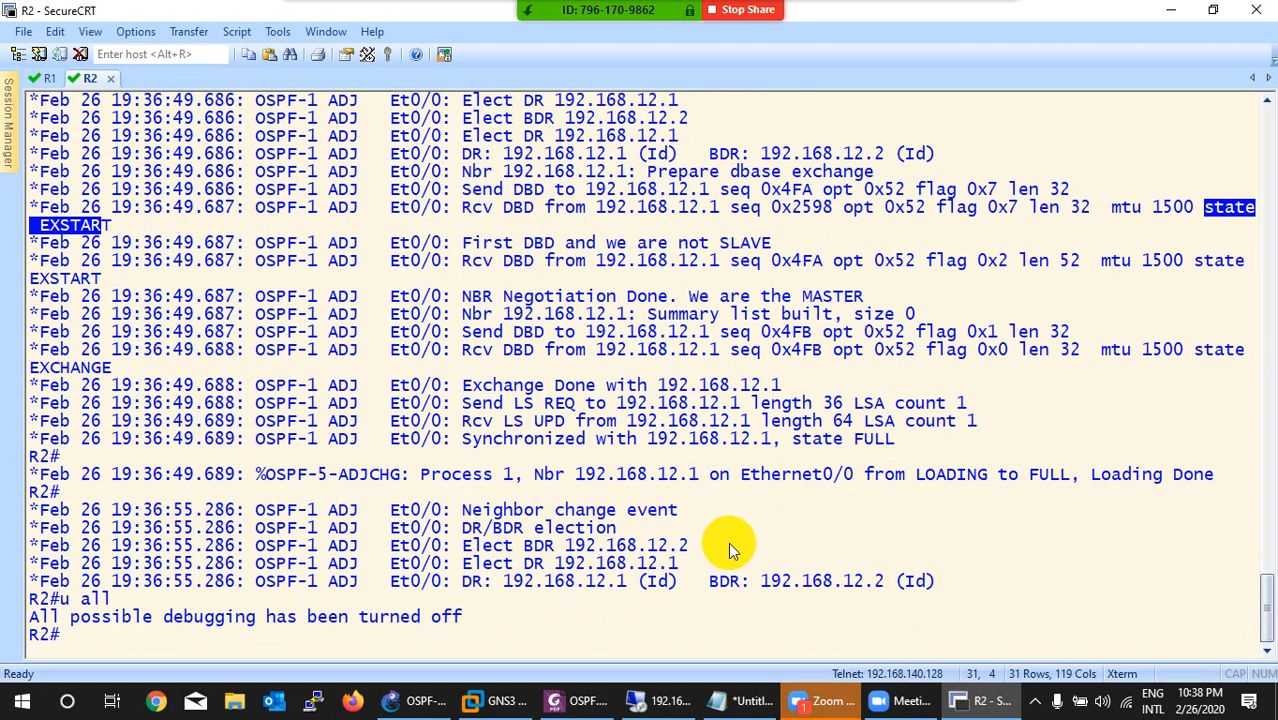 R2 - SecureCRT
ID: 796-170-9862
Stop Share
File Edit View Options Transfer Script Tools Window Help
Enter host <Alt+R>
R1 R2
Session Manager
*Feb 26 19:36:49.686: OSPF-1 ADJ   Et0/0: Elect DR 192.168.12.1
*Feb 26 19:36:49.686: OSPF-1 ADJ   Et0/0: Elect BDR 192.168.12.2
*Feb 26 19:36:49.686: OSPF-1 ADJ   Et0/0: Elect DR 192.168.12.1
*Feb 26 19:36:49.686: OSPF-1 ADJ   Et0/0: DR: 192.168.12.1 (Id)   BDR: 192.168.12.2 (Id)
*Feb 26 19:36:49.686: OSPF-1 ADJ   Et0/0: Nbr 192.168.12.1: Prepare dbase exchange
*Feb 26 19:36:49.686: OSPF-1 ADJ   Et0/0: Send DBD to 192.168.12.1 seq 0x4FA opt 0x52 flag 0x7 len 32
*Feb 26 19:36:49.687: OSPF-1 ADJ   Et0/0: Rcv DBD from 192.168.12.1 seq 0x2598 opt 0x52 flag 0x7 len 32  mtu 1500 state
EXSTART
*Feb 26 19:36:49.687: OSPF-1 ADJ   Et0/0: First DBD and we are not SLAVE
*Feb 26 19:36:49.687: OSPF-1 ADJ   Et0/0: Rcv DBD from 192.168.12.1 seq 0x4FA opt 0x52 flag 0x2 len 52  mtu 1500 state
EXSTART
*Feb 26 19:36:49.687: OSPF-1 ADJ   Et0/0: NBR Negotiation Done. We are the MASTER
*Feb 26 19:36:49.687: OSPF-1 ADJ   Et0/0: Nbr 192.168.12.1: Summary list built, size 0
*Feb 26 19:36:49.687: OSPF-1 ADJ   Et0/0: Send DBD to 192.168.12.1 seq 0x4FB opt 0x52 flag 0x1 len 32
*Feb 26 19:36:49.688: OSPF-1 ADJ   Et0/0: Rcv DBD from 192.168.12.1 seq 0x4FB opt 0x52 flag 0x0 len 32  mtu 1500 state
EXCHANGE
*Feb 26 19:36:49.688: OSPF-1 ADJ   Et0/0: Exchange Done with 192.168.12.1
*Feb 26 19:36:49.688: OSPF-1 ADJ   Et0/0: Send LS REQ to 192.168.12.1 length 36 LSA count 1
*Feb 26 19:36:49.689: OSPF-1 ADJ   Et0/0: Rcv LS UPD from 192.168.12.1 length 64 LSA count 1
*Feb 26 19:36:49.689: OSPF-1 ADJ   Et0/0: Synchronized with 192.168.12.1, state FULL
R2#
*Feb 26 19:36:49.689: %OSPF-5-ADJCHG: Process 1, Nbr 192.168.12.1 on Ethernet0/0 from LOADING to FULL, Loading Done
R2#
*Feb 26 19:36:55.286: OSPF-1 ADJ   Et0/0: Neighbor change event
*Feb 26 19:36:55.286: OSPF-1 ADJ   Et0/0: DR/BDR election
*Feb 26 19:36:55.286: OSPF-1 ADJ   Et0/0: Elect BDR 192.168.12.2
*Feb 26 19:36:55.286: OSPF-1 ADJ   Et0/0: Elect DR 192.168.12.1
*Feb 26 19:36:55.286: OSPF-1 ADJ   Et0/0: DR: 192.168.12.1 (Id)   BDR: 192.168.12.2 (Id)
R2#u all
All possible debugging has been turned off
R2#
Ready Telnet: 192.168.140.128 31, 4 31 Rows, 119 Cols Xterm CAP NUM
OSPF-... GNS3 ... OSPF... 192.16... *Untitl... Zoom ... 1 Meeti... R2 - S... ENG 10:38 PM
INTL 2/26/2020